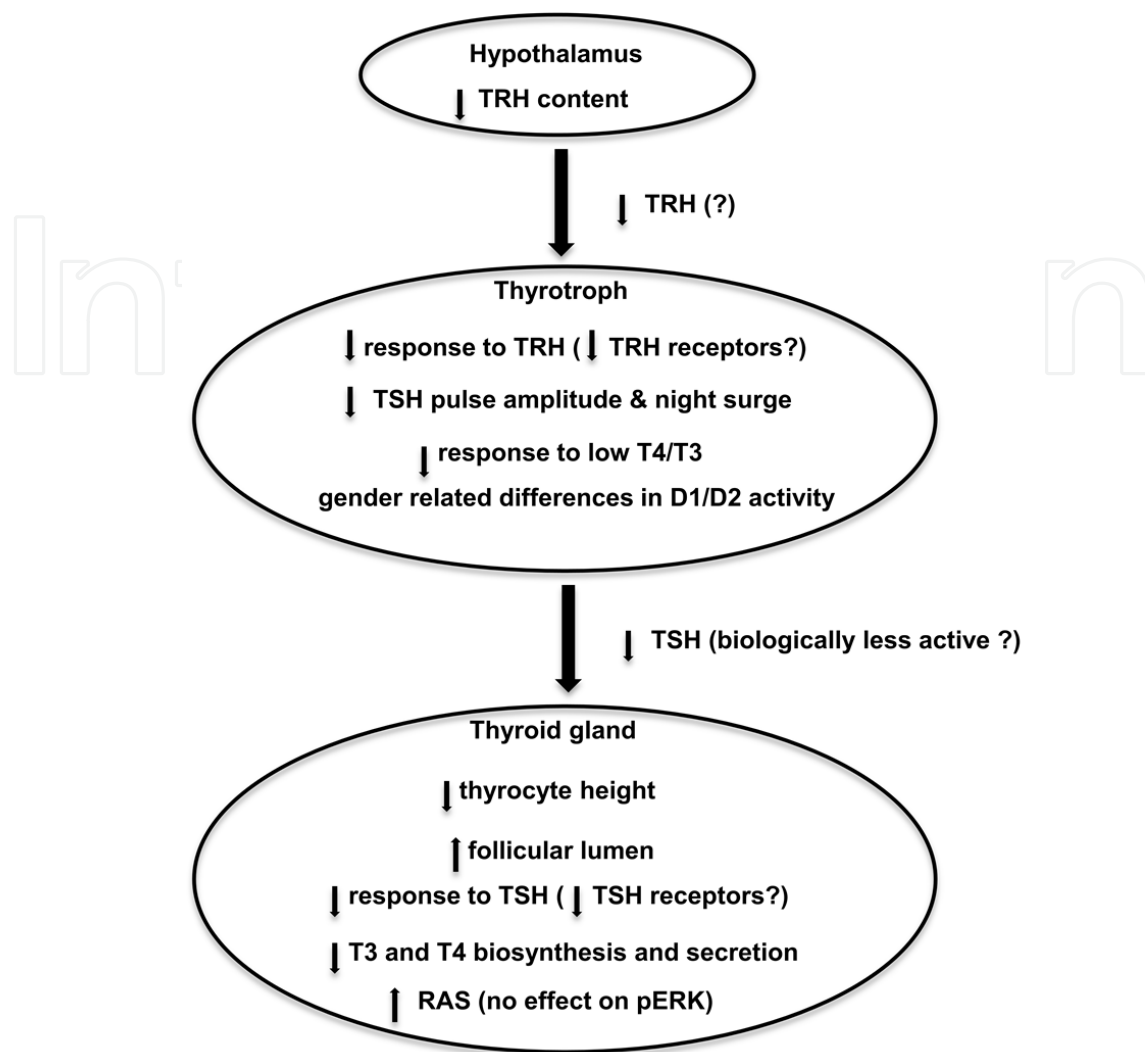 Hypothalamus
↓ TRH content
↓ TRH (?)
Thyrotroph
↓ response to TRH ( ↓ TRH receptors?)
↓ TSH pulse amplitude & night surge
↓ response to low T4/T3
gender related differences in D1/D2 activity
↓ TSH (biologically less active ?)
Thyroid gland
↓ thyrocyte height
↑ follicular lumen
↓ response to TSH ( ↓ TSH receptors?)
↓ T3 and T4 biosynthesis and secretion
↑ RAS (no effect on pERK)